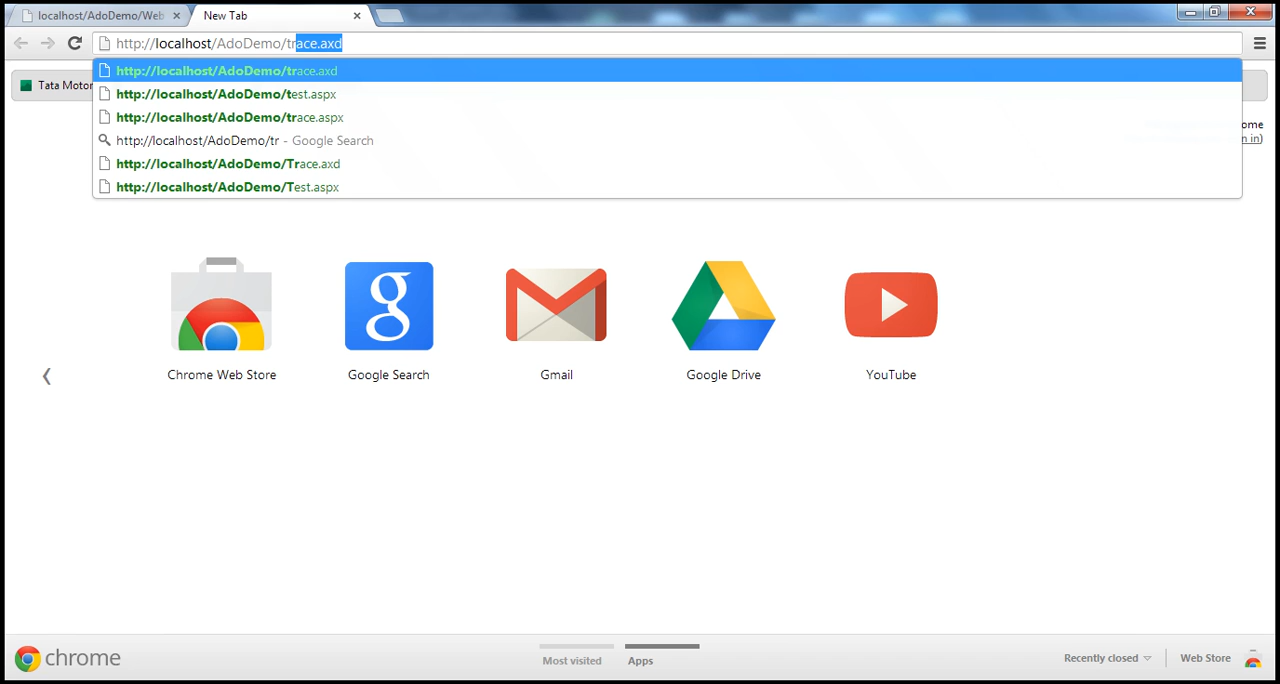 localhost/AdoDemo/Web
New Tab
http://localhost/AdoDemo/trace.axd
http://localhost/AdoDemo/trace.axd
http://localhost/AdoDemo/test.aspx
http://localhost/AdoDemo/trace.aspx
http://localhost/AdoDemo/tr - Google Search
http://localhost/AdoDemo/Trace.axd
http://localhost/AdoDemo/Test.aspx
Tata Motor
ome
in)
g
Chrome Web Store
Google Search
Gmail
Google Drive
YouTube
chrome
Most visited
Apps
Recently closed
Web Store